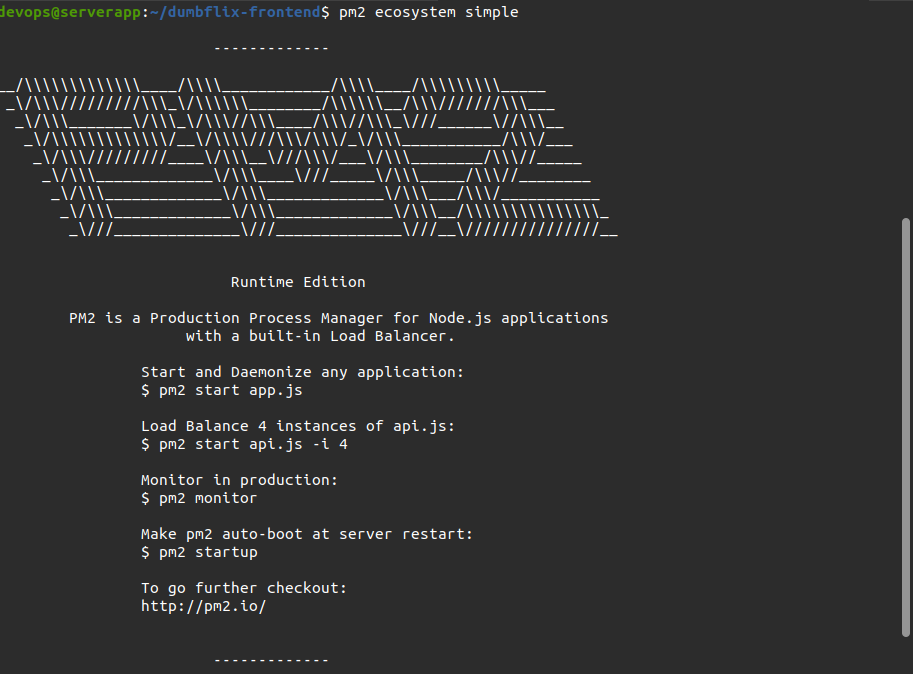 devops@serverapp:~/dumbflix-frontend$ pm2 ecosystem simple
-------------
__/\\\\\\\\\\\\\____/\\\\____________/\\\\____/\\\\\\\\\_____
_\/\\\/////////\\\_\/\\\\\\________/\\\\\\__/\\\///////\\\___
_\/\\\_______\/\\\_\/\\\//\\\____/\\\//\\\_\///______\//\\\__
_\/\\\\\\\\\\\\\/__\/\\\\///\\\/\\\/_\/\\\___________/\\\/___
_\/\\\/////////____\/\\\__\///\\\/___\/\\\________/\\\//_____
_\/\\\_____________\/\\\____\///_____\/\\\_____/\\\//________
_\/\\\_____________\/\\\_____________\/\\\___/\\\/___________
_\/\\\_____________\/\\\_____________\/\\\__/\\\\\\\\\\\\\\\_
_\///______________\///______________\///__\///////////////__
Runtime Edition
PM2 is a Production Process Manager for Node.js applications
with a built-in Load Balancer.
Start and Daemonize any application:
$ pm2 start app.js
Load Balance 4 instances of api.js:
$ pm2 start api.js -i 4
Monitor in production:
$ pm2 monitor
Make pm2 auto-boot at server restart:
$ pm2 startup
To go further checkout:
http://pm2.io/
-------------